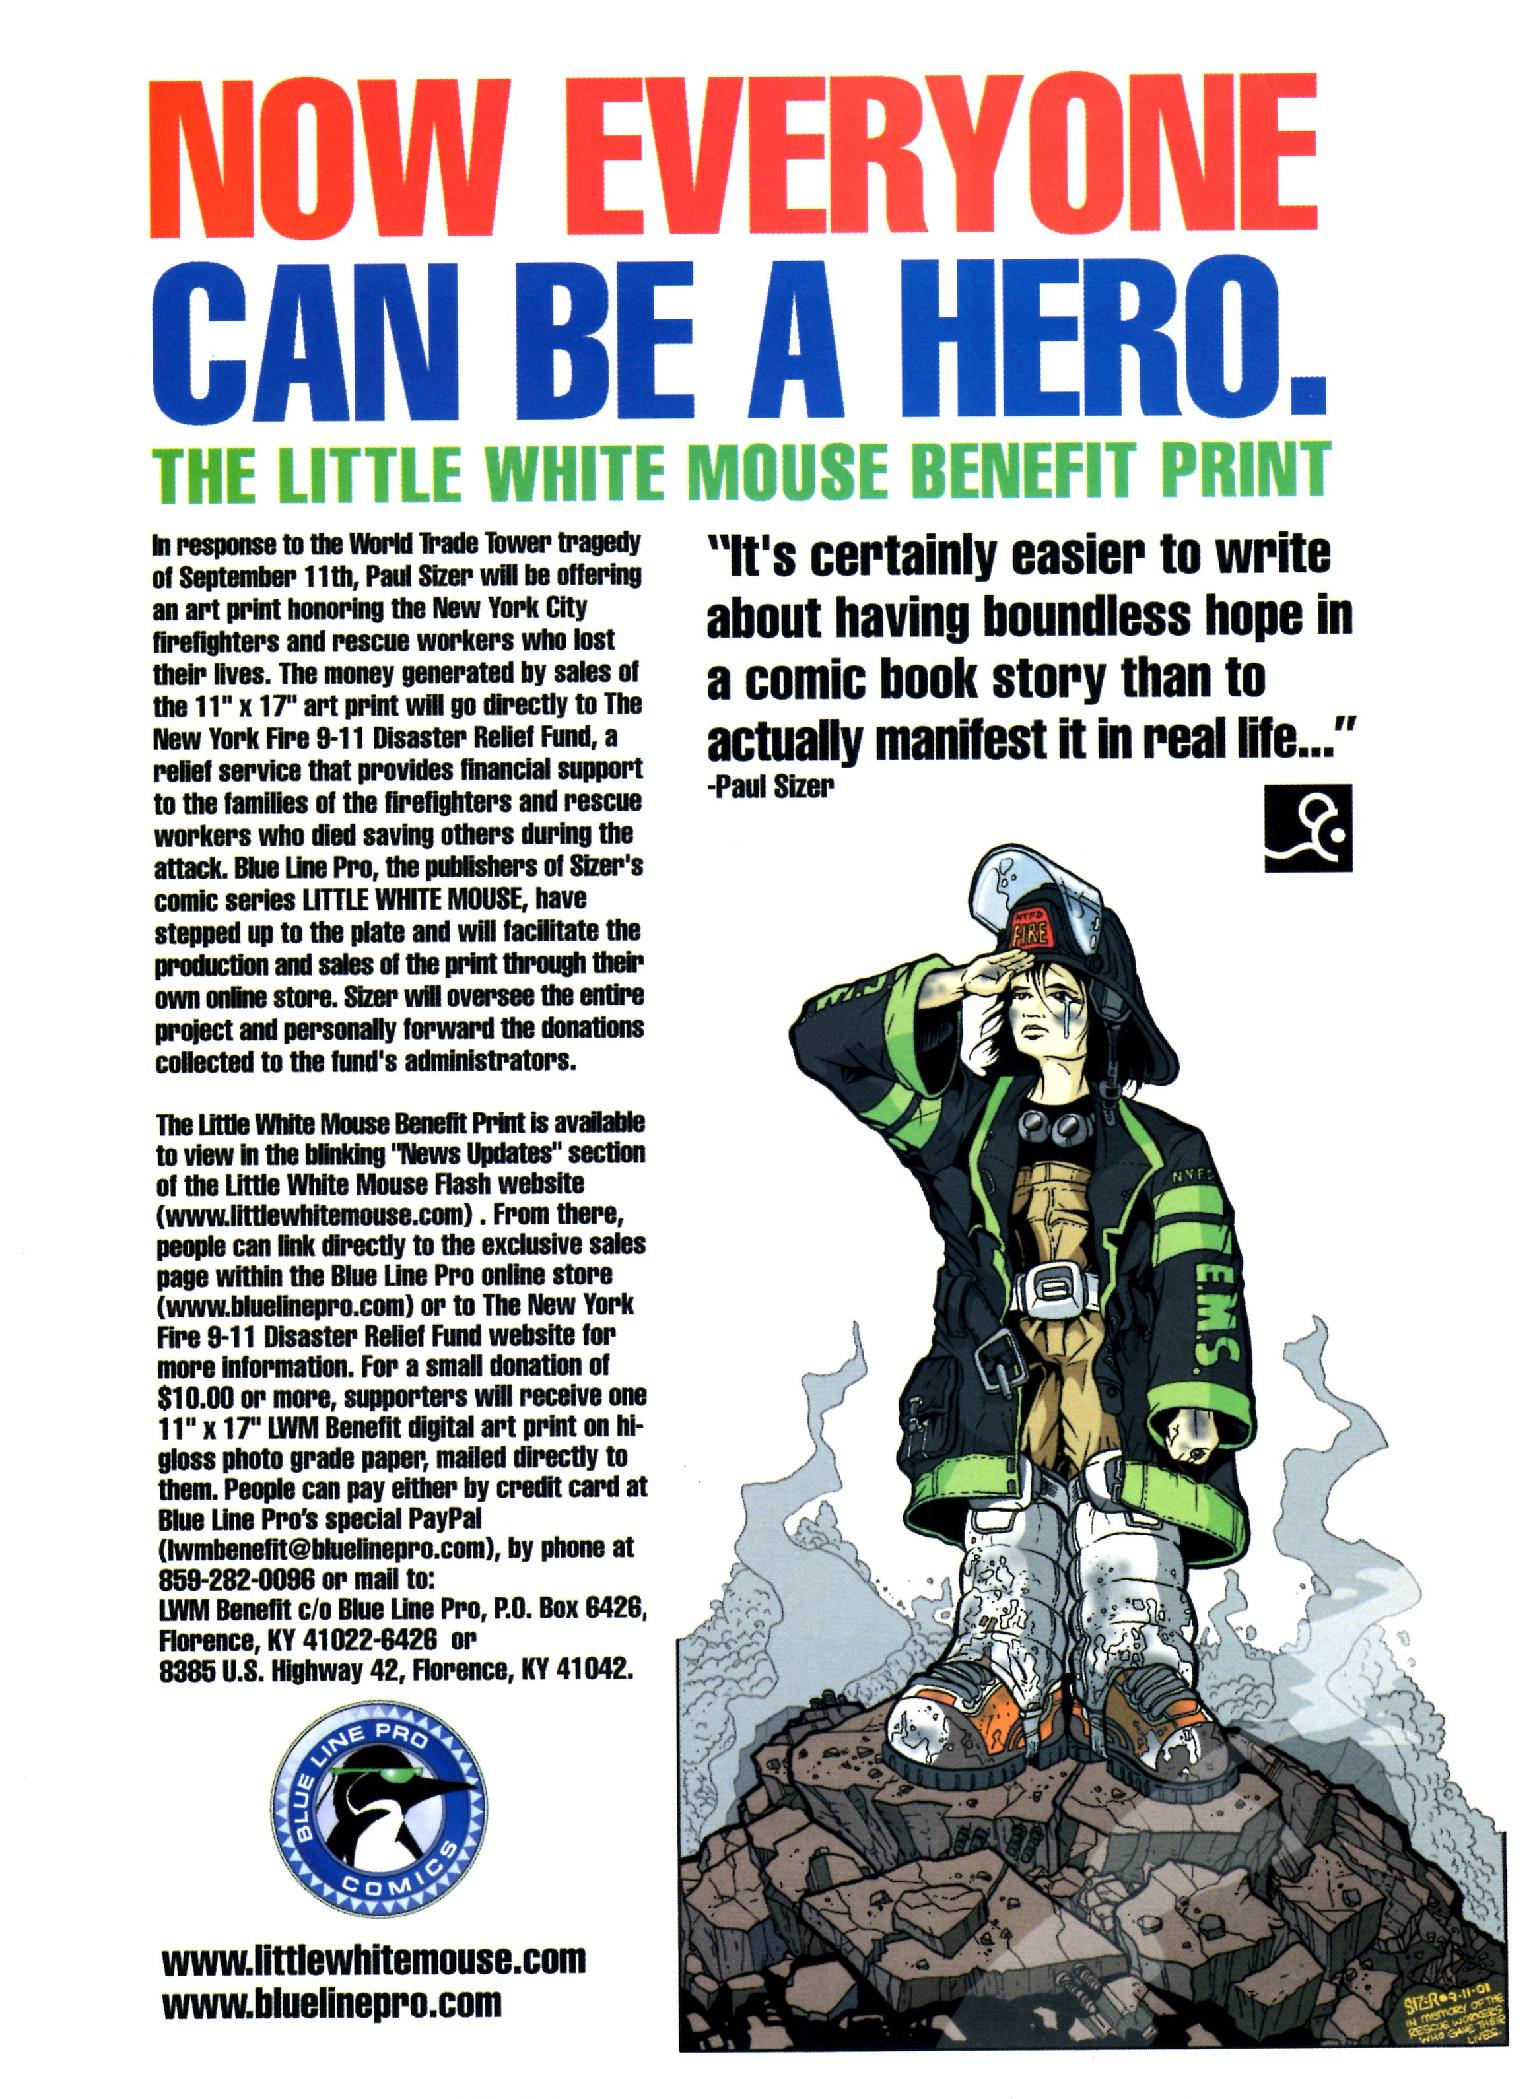 NOW EVERYONE
CAN BE A HERO.
THE LITTLE WHITE MOUSE BENEFIT PRINT
In response to the World Trade Tower tragedy
of September 11th, Paul Sizer will be offering
an art print honoring the New York City
firefighters and rescue workers who lost
their lives. The money generated by sales of
the 11" x 17" art print will go directly to The
New York Fire 9-11 Disaster Relief Fund, a
relief service that provides financial support
to the families of the firefighters and rescue
workers who died saving others during the
attack. Blue Line Pro, the publishers of Sizer's
comic series LITTLE WHITE MOUSE, have
stepped up to the plate and will facilitate the
production and sales of the print through their
own online store. Sizer will oversee the entire
project and personally forward the donations
collected to the fund's administrators.
The Little White Mouse Benefit Print is available
to view in the blinking "News Updates" section
of the Little White Mouse Flash website
(www.littlewhitemouse.com) . From there,
people can link directly to the exclusive sales
page within the Blue Line Pro online store
(www.bluelinepro.com) or to The New York
Fire 9-11 Disaster Relief Fund website for
more information. For a small donation of
$10.00 or more, supporters will receive one
11" x 17" LWM Benefit digital art print on hi-
gloss photo grade paper, mailed directly to
them. People can pay either by credit card at
Blue Line Pro's special PayPal
(lwmbenefit@bluelinepro.com), by phone at
859-282-0096 or mail to:
LWM Benefit c/o Blue Line Pro, P.O. Box 6426,
Florence, KY 41022-6426 or
8385 U.S. Highway 42, Florence, KY 41042.
BLUE LINE PRO
COMICS
www.littlewhitemouse.com
www.bluelinepro.com
"It's certainly easier to write
about having boundless hope in
a comic book story than to
actually manifest it in real life..."
-Paul Sizer
NYFD
FIRE
NYFD
E.M.S.
SIZER•9-11-01
IN MEMORY OF THE
RESCUE WORKERS
WHO GAVE THEIR
LIVES.